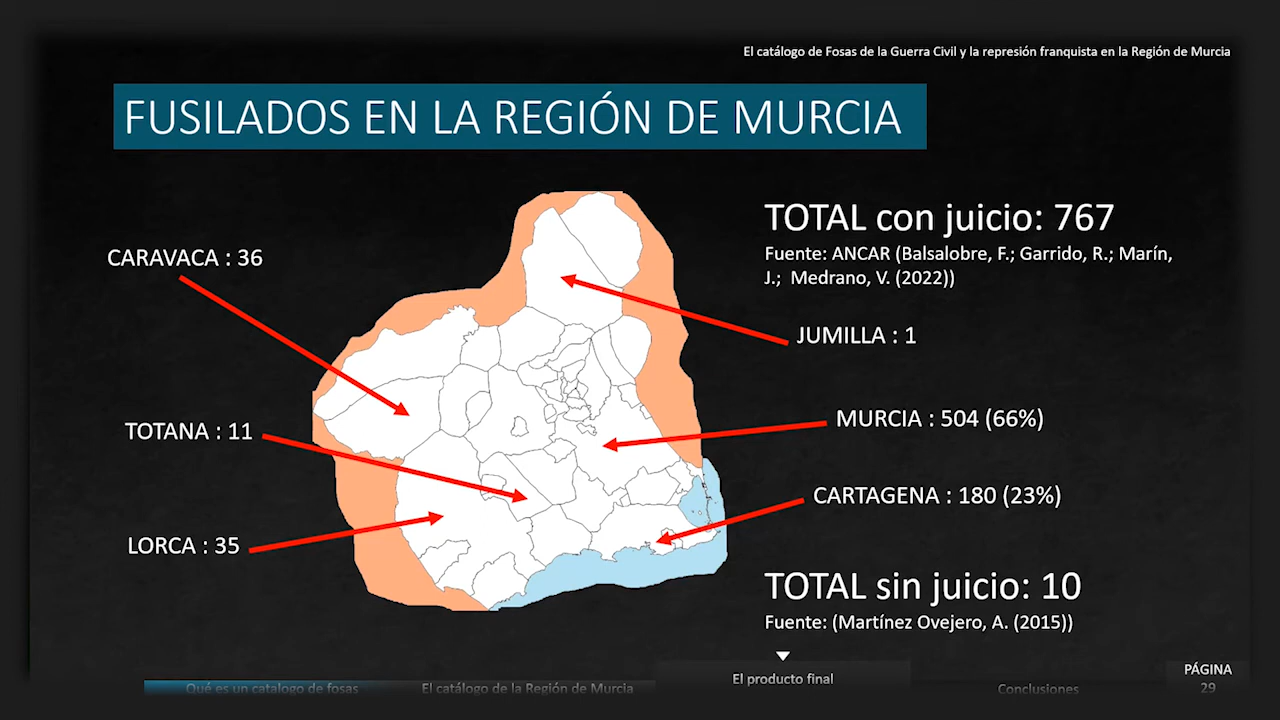 El catálogo de Fosas de la Guerra Civil y la represión franquista en la Región de Murcia
FUSILADOS EN LA REGIÓN DE MURCIA
TOTAL con juicio: 767
Fuente: ANCAR (Balsalobre, F.; Garrido, R.; Marín,
J.; Medrano, V. (2022))
CARAVACA : 36
JUMILLA : 1
MURCIA : 504 (66%)
TOTANA : 11
CARTAGENA : 180 (23%)
LORCA : 35
TOTAL sin juicio: 10
Fuente: (Martínez Ovejero, A. (2015))
Qué es un catalogo de fosas
El catálogo de la Región de Murcia
El producto final
Conclusiones
PÁGINA
29